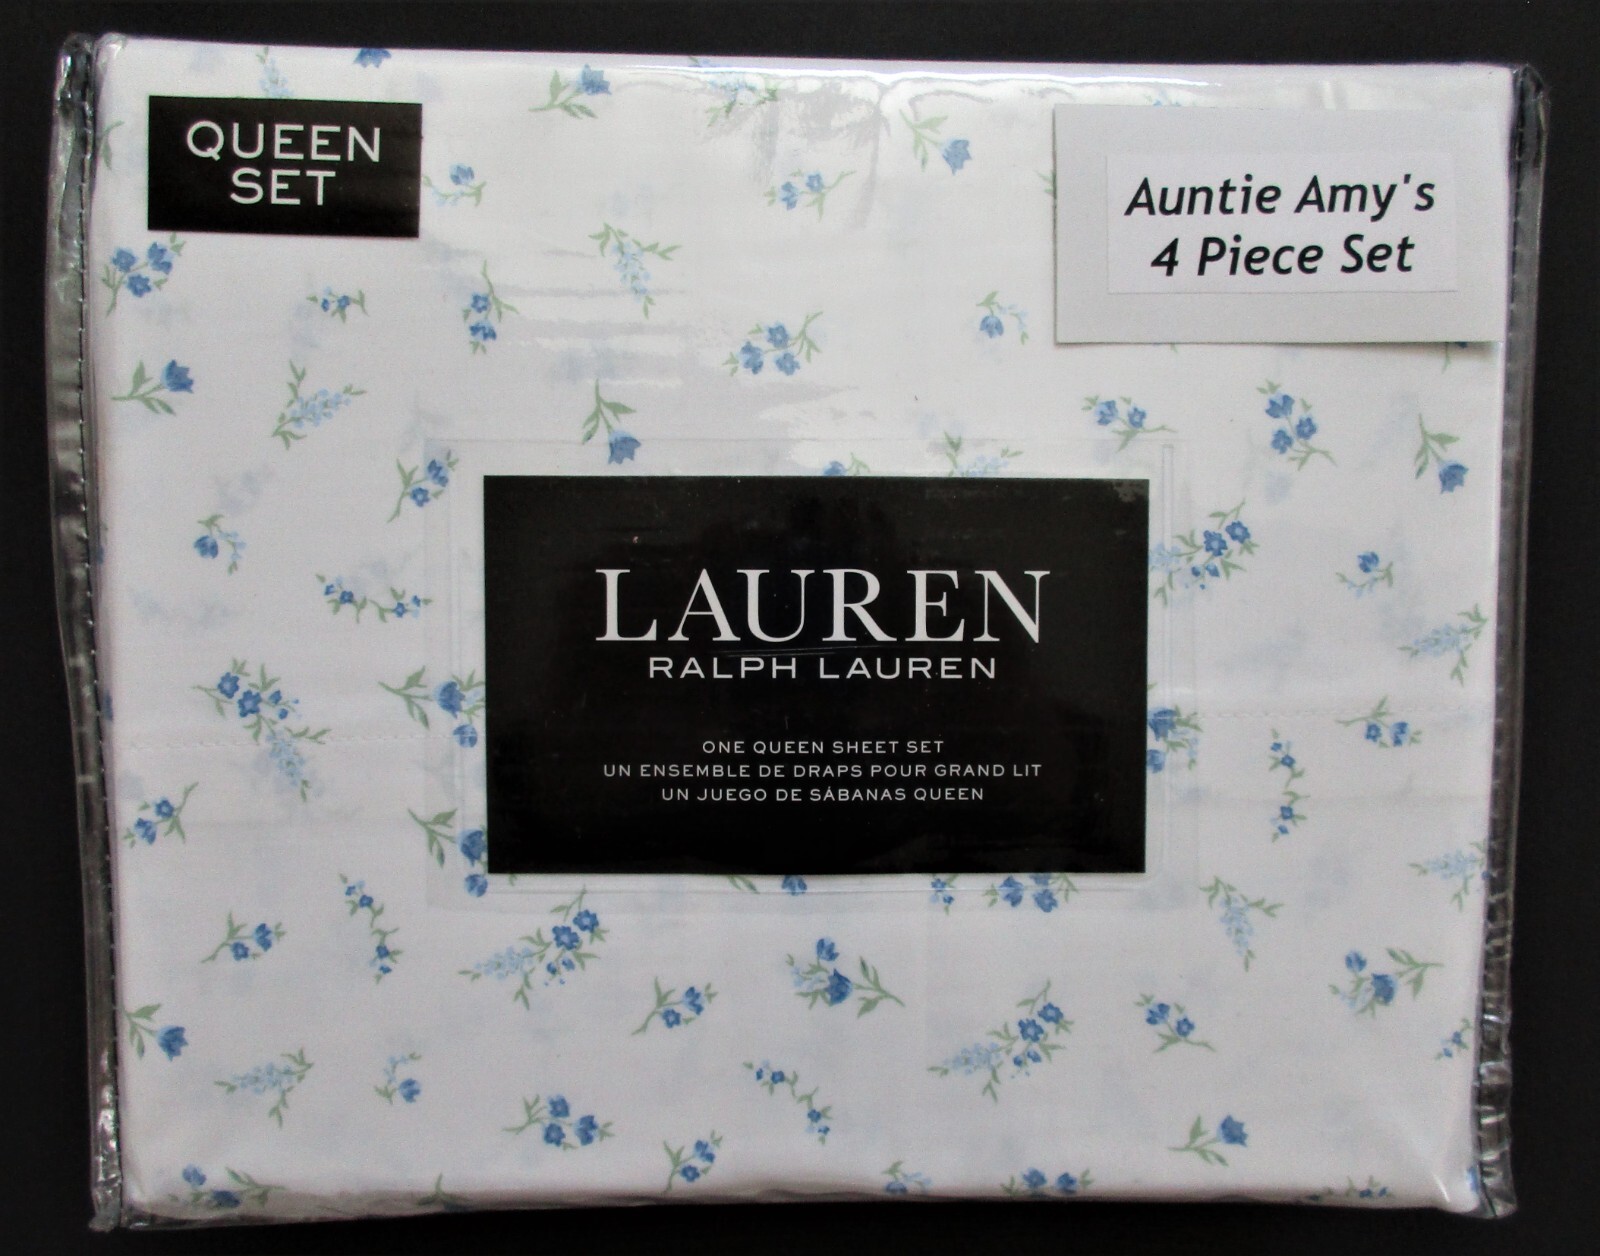 QUEEN
SET
Auntie Amy's
4 Piece Set
LAUREN
RALPH LAUREN
ONE QUEEN SHEET SET
UN ENSEMBLE DE DRAPS POUR GRAND LIT
UN JUEGO DE SÁBANAS QUEEN